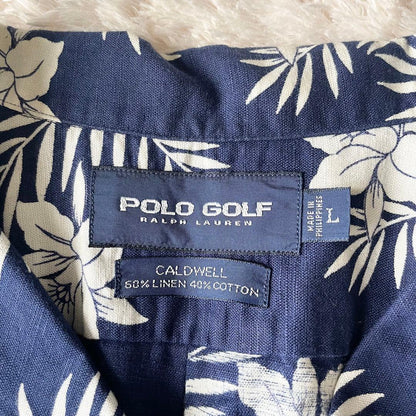 POLO GOLF
RALPH LAUREN
MADE IN
PHILIPPINES
L
CALDWELL
60% LINEN 40% COTTON